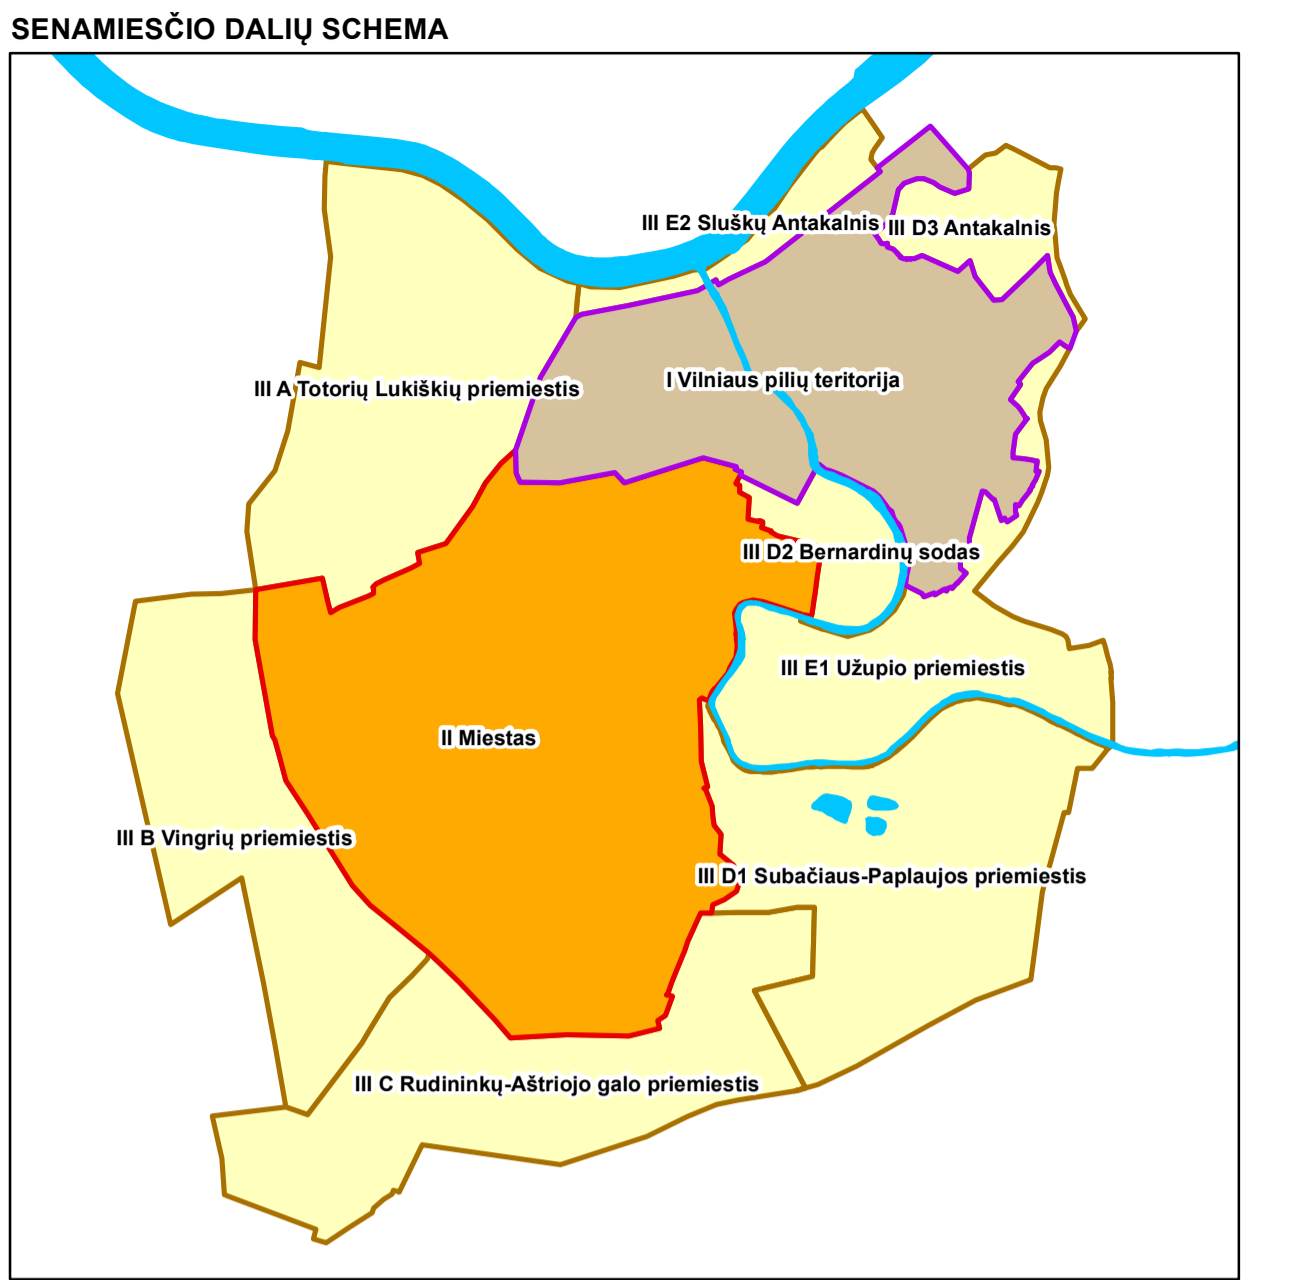 SENAMIESČIO DALIŲ SCHEMA
III E2 Sluškų Antakalnis
III D3 Antakalnis
I Vilniaus pilių teritorija
III A Totorių Lukiškių priemiestis
III D2 Bernardinų sodas
III E1 Užupio priemiestis
II Miestas
III B Vingrių priemiestis
III D1 Subačiaus-Paplaujos priemiestis
III C Rudininkų-Aštriojo galo priemiestis